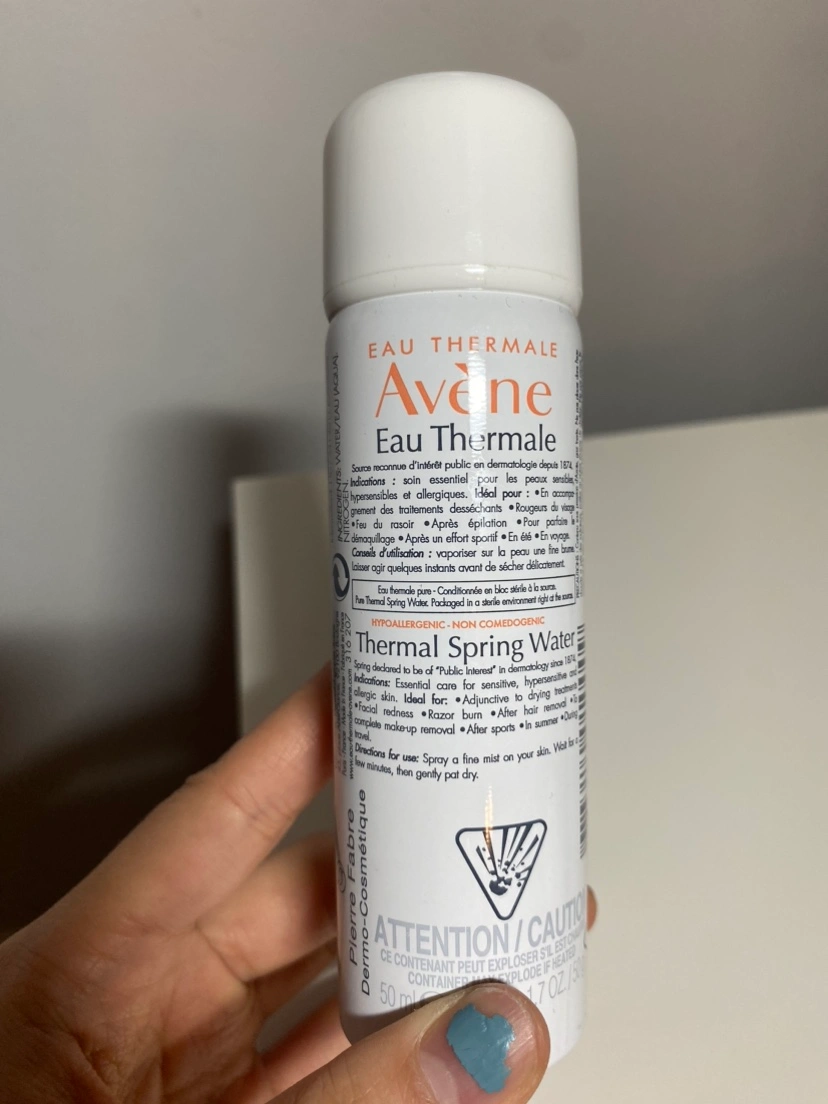 EAU THERMALE
Avène
Eau Thermale
Source reconnue d'intérêt public en dermatologie depuis 1874.
Indications : soin essentiel pour les peaux sensibles,
hypersensibles et allergiques. Idéal pour : •En accompa-
gnement des traitements desséchants •Rougeurs du visage
•Feu du rasoir •Après épilation •Pour parfaire le
démaquillage •Après un effort sportif •En été •En voyage.
Conseils d'utilisation : vaporiser sur la peau une fine brume.
Laisser agir quelques instants avant de sécher délicatement.
Eau thermale pure - Conditionnée en bloc stérile à la source.
Pure Thermal Spring Water. Packaged in a sterile environment right at the source.
HYPOALLERGENIC - NON COMEDOGENIC
Thermal Spring Water
Spring declared to be of "Public Interest" in dermatology since 1874.
Indications: Essential care for sensitive, hypersensitive and
allergic skin. Ideal for: •Adjunctive to drying treatments
•Facial redness •Razor burn •After hair removal •To
complete make-up removal •After sports •In summer •During
travel.
Directions for use: Spray a fine mist on your skin. Wait for a
few minutes, then gently pat dry.
ATTENTION / CAUTION
CE CONTENANT PEUT EXPLOSER S'IL EST
CONTAINER MAY EXPLODE IF HEATED
50 ml 1.7 OZ.
INGREDIENTS: WATER/EAU (AQUA),
NITROGEN.
316 207
Pierre Fabre
Dermo-Cosmétique